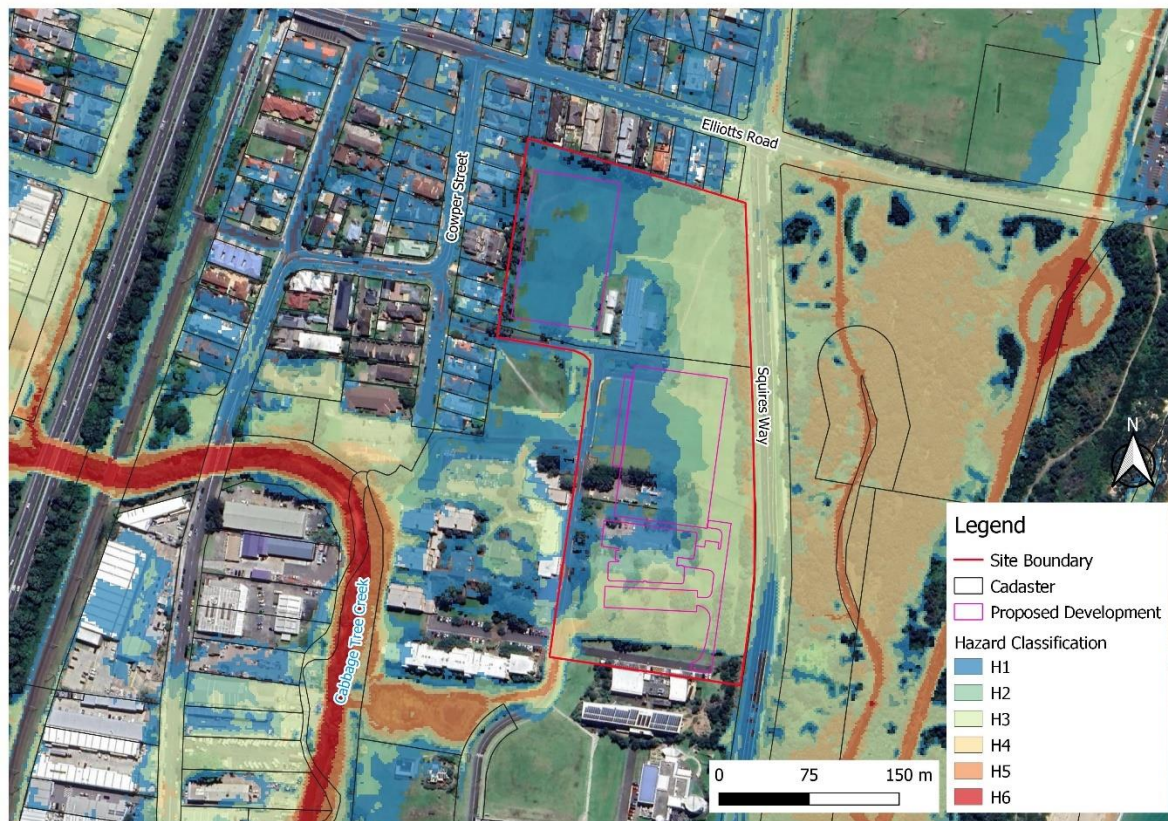 Elliotts Road
Cowper Street
Squires Way
Cabbage Tree Creek
N
Legend
Site Boundary
Cadaster
Proposed Development
Hazard Classification
H1
H2
H3
H4
H5
H6
0 75 150 m